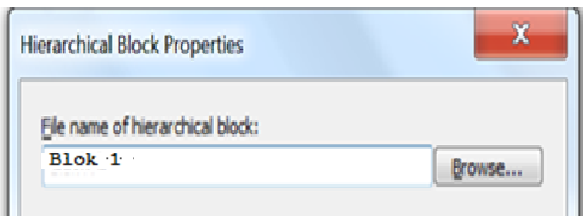 Hierarchical Block Properties
X
File name of hierarchical block:
Blok 1
Browse...